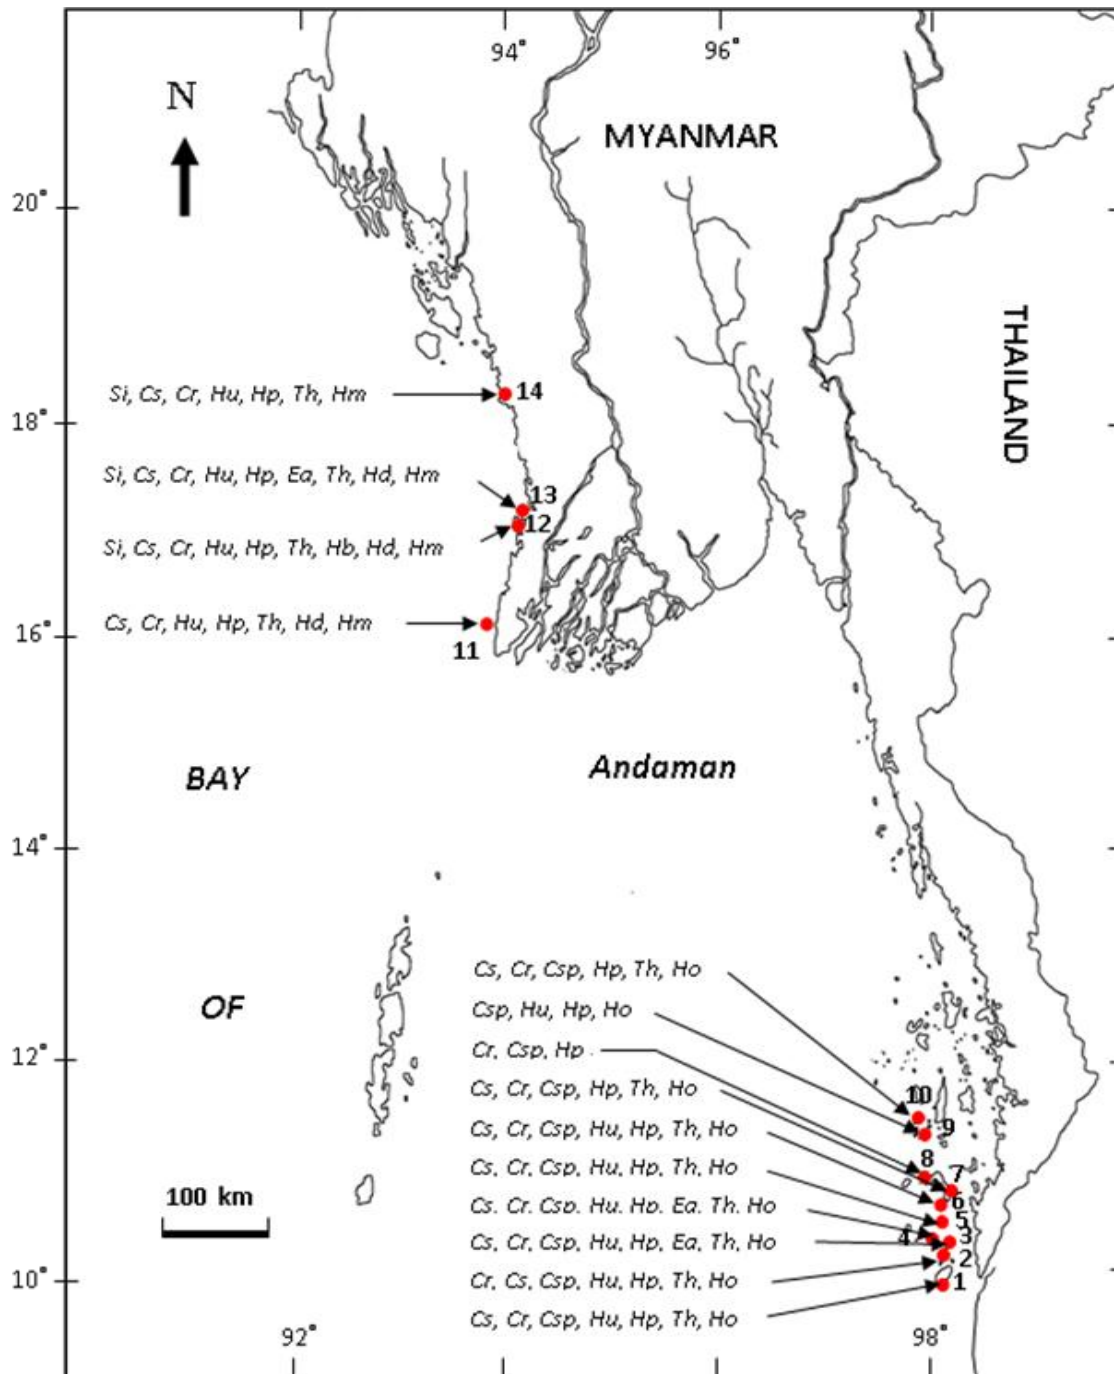 94° 96°
N
MYANMAR
20°
THAILAND
Si, Cs, Cr, Hu, Hp, Th, Hm 14
18°
Si, Cs, Cr, Hu, Hp, Ea, Th, Hd, Hm 13
12
Si, Cs, Cr, Hu, Hp, Th, Hb, Hd, Hm
Cs, Cr, Hu, Hp, Th, Hd, Hm
16°
11
BAY Andaman
14°
Cs, Cr, Csp, Hp, Th, Ho
OF
Csp, Hu, Hp, Ho
Cr, Csp, Hp
12°
Cs, Cr, Csp, Hp, Th, Ho 10
Cs, Cr, Csp, Hu, Hp, Th, Ho 9
8
Cs, Cr, Csp, Hu, Hp, Th, Ho 7
100 km
Cs, Cr, Csp, Hu, Hp, Ea, Th, Ho 6
5
Cs, Cr, Csp, Hu, Hp, Ea, Th, Ho 4 3
2
10°
Cr, Cs, Csp, Hu, Hp, Th, Ho 1
Cs, Cr, Csp, Hu, Hp, Th, Ho
92° 98°